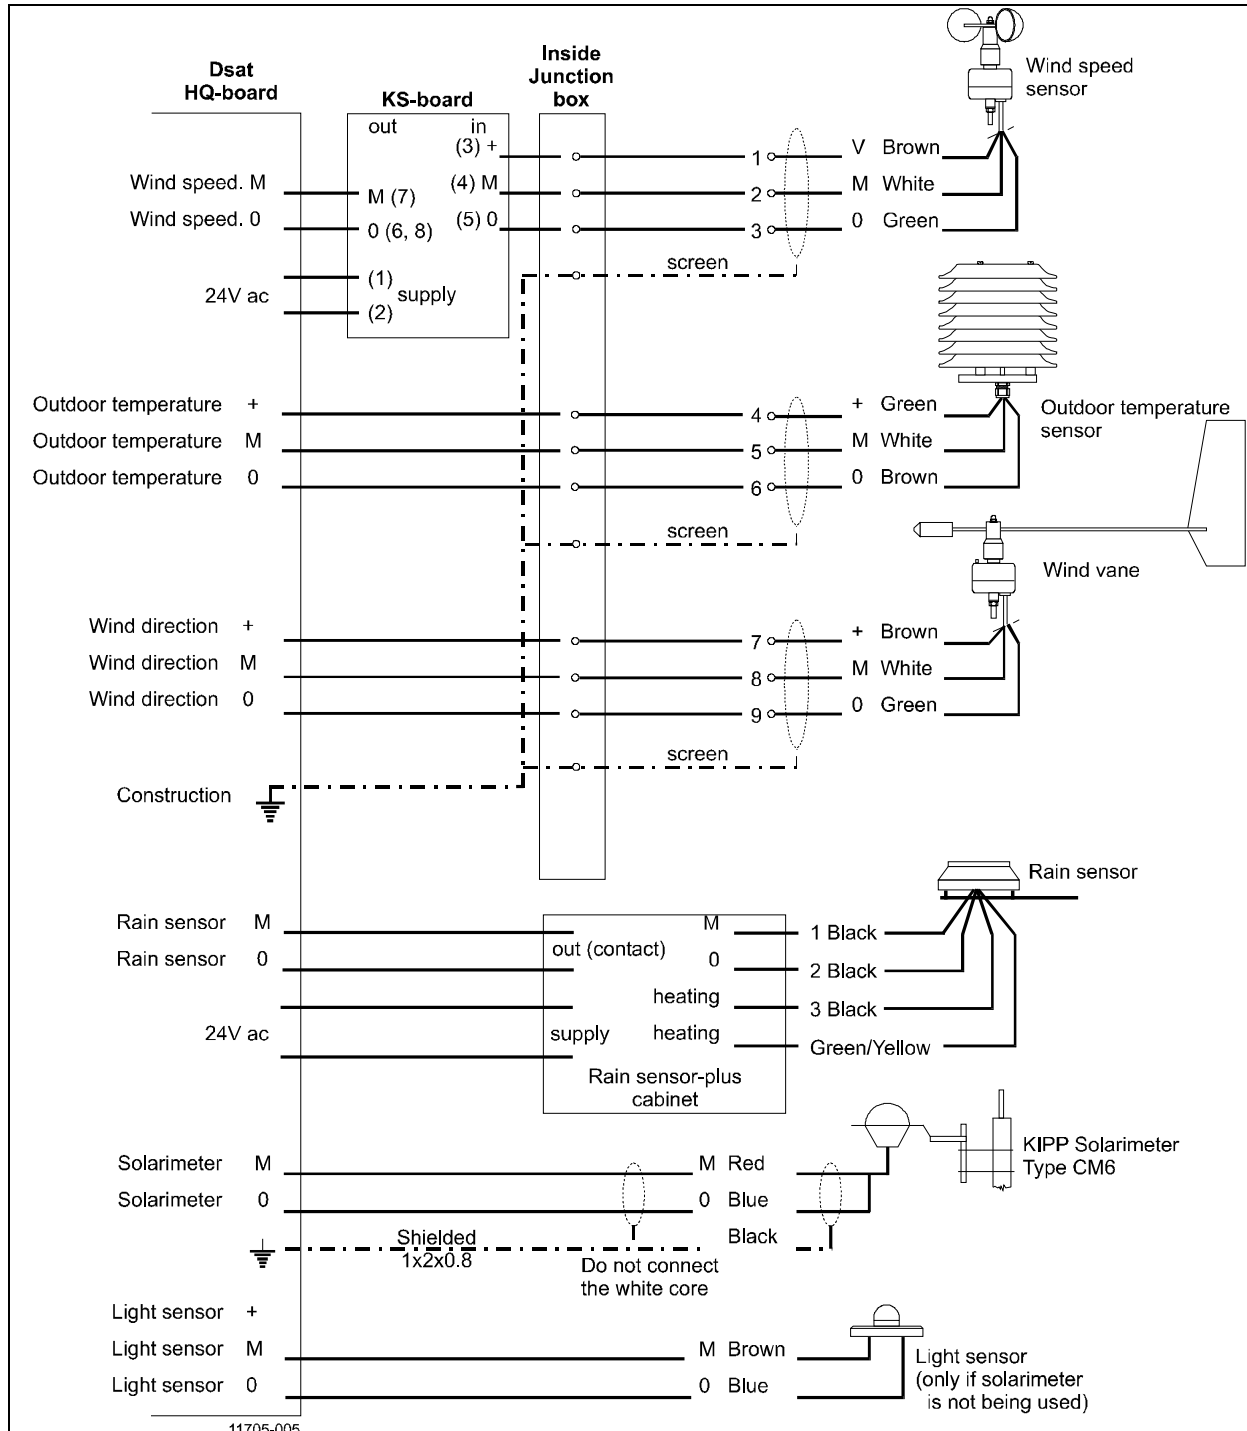 Dsat
HQ-board
KS-board
Inside
Junction
box
out
in
Wind speed
sensor
(3) +
1
V Brown
Wind speed. M
M (7)
(4) M
2
M White
Wind speed. 0
0 (6, 8)
(5) 0
3
0 Green
screen
24V ac
(1)
supply
(2)
Outdoor temperature +
4
+ Green
Outdoor temperature
sensor
Outdoor temperature M
5
M White
Outdoor temperature 0
6
0 Brown
screen
Wind vane
Wind direction +
7
+ Brown
Wind direction M
8
M White
Wind direction 0
9
0 Green
screen
Construction
Rain sensor
Rain sensor M
out (contact)
M
1 Black
Rain sensor 0
0
2 Black
heating
3 Black
24V ac
supply
heating
Green/Yellow
Rain sensor-plus
cabinet
KIPP Solarimeter
Type CM6
Solarimeter M
M Red
Solarimeter 0
0 Blue
Shielded
1x2x0.8
Black
Do not connect
the white core
Light sensor +
Light sensor M
M Brown
Light sensor 0
0 Blue
Light sensor
(only if solarimeter
is not being used)
11705-005